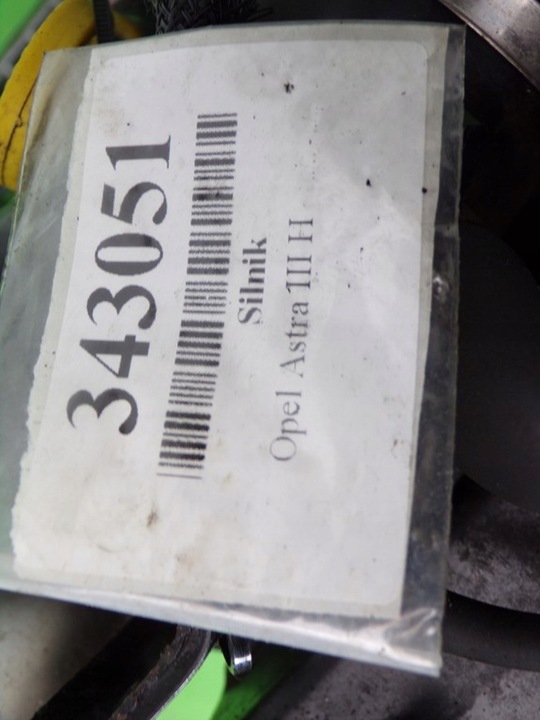 343051
Silnik
Opel Astra III H